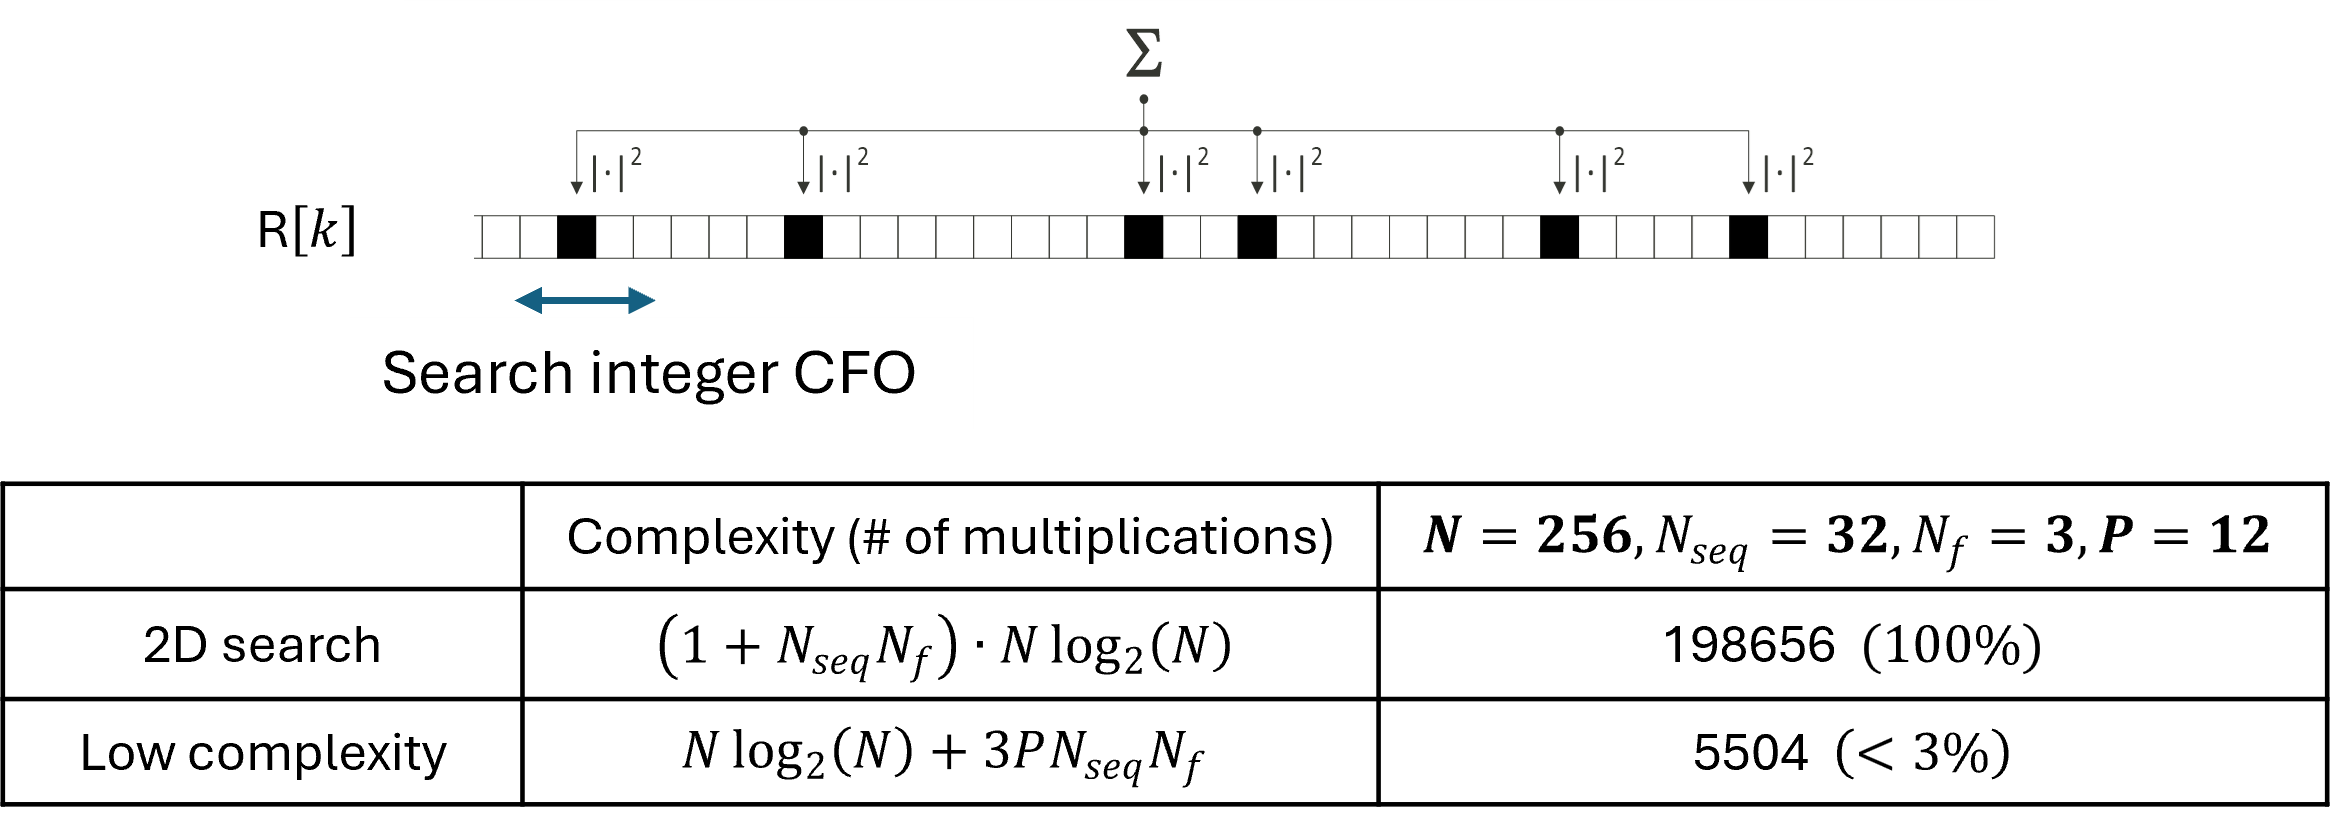 Σ
|·|² |·|² |·|² |·|² |·|² |·|²
R[k]
Search integer CFO
Complexity (# of multiplications) N = 256, N_seq = 32, N_f = 3, P = 12
2D search (1 + N_seq N_f) · N log₂(N) 198656 (100%)
Low complexity N log₂(N) + 3PN_seq N_f 5504 (< 3%)